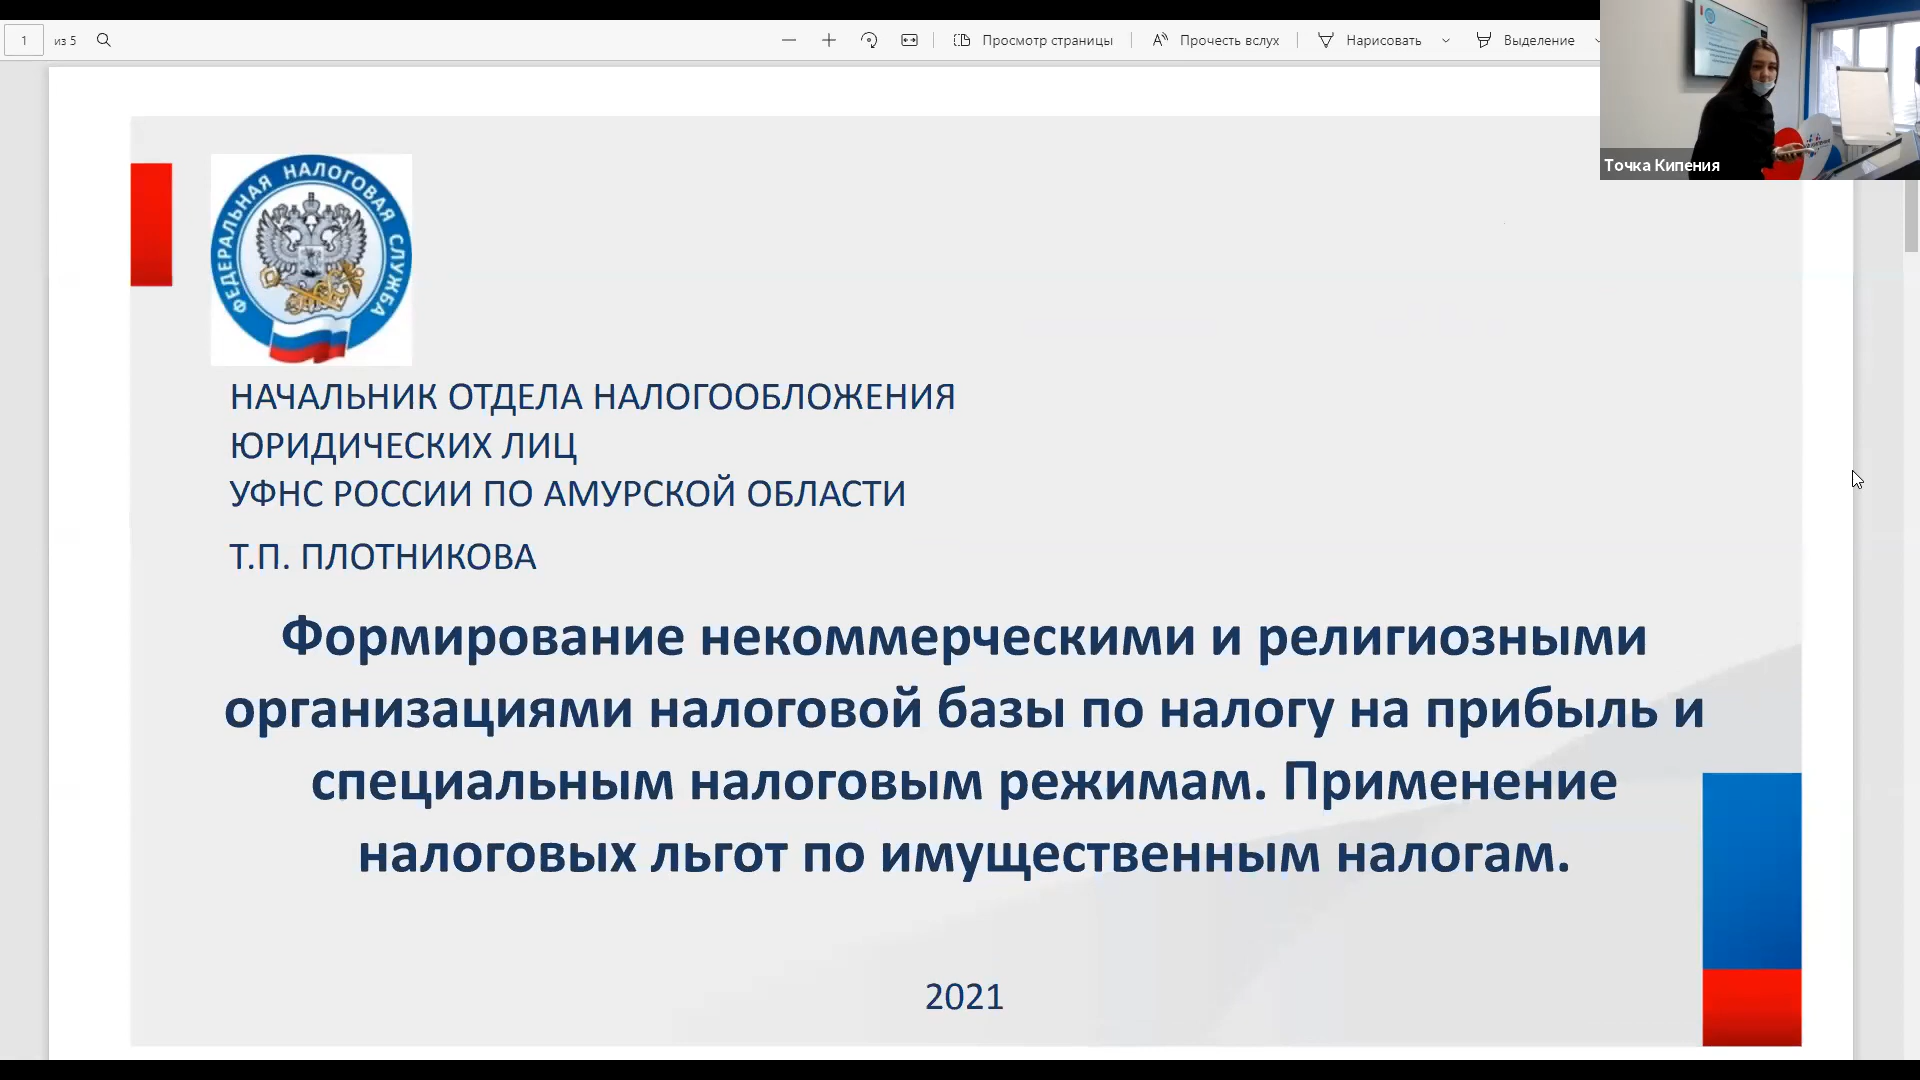 1 из 5 Просмотр страницы Прочесть вслух Нарисовать Выделение
Точка Кипения
ФЕДЕРАЛЬНАЯ НАЛОГОВАЯ СЛУЖБА
НАЧАЛЬНИК ОТДЕЛА НАЛОГООБЛОЖЕНИЯ
ЮРИДИЧЕСКИХ ЛИЦ
УФНС РОССИИ ПО АМУРСКОЙ ОБЛАСТИ
Т.П. ПЛОТНИКОВА
Формирование некоммерческими и религиозными
организациями налоговой базы по налогу на прибыль и
специальным налоговым режимам. Применение
налоговых льгот по имущественным налогам.
2021